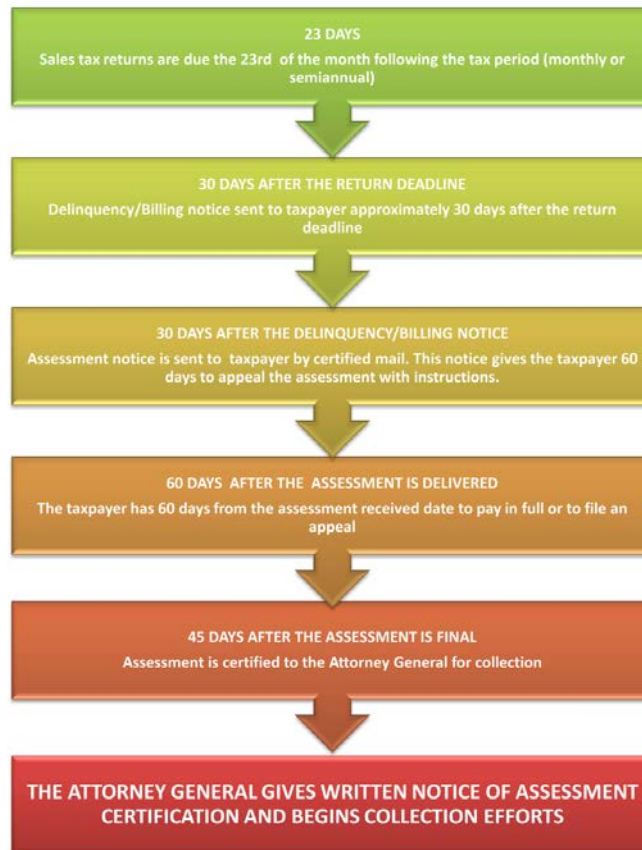 23 DAYS
Sales tax returns are due the 23rd of the month following the tax period (monthly or
semiannual)
30 DAYS AFTER THE RETURN DEADLINE
Delinquency/Billing notice sent to taxpayer approximately 30 days after the return
deadline
30 DAYS AFTER THE DELINQUENCY/BILLING NOTICE
Assessment notice is sent to taxpayer by certified mail. This notice gives the taxpayer 60
days to appeal the assessment with instructions.
60 DAYS AFTER THE ASSESSMENT IS DELIVERED
The taxpayer has 60 days from the assessment received date to pay in full or to file an
appeal
45 DAYS AFTER THE ASSESSMENT IS FINAL
Assessment is certified to the Attorney General for collection
THE ATTORNEY GENERAL GIVES WRITTEN NOTICE OF ASSESSMENT
CERTIFICATION AND BEGINS COLLECTION EFFORTS